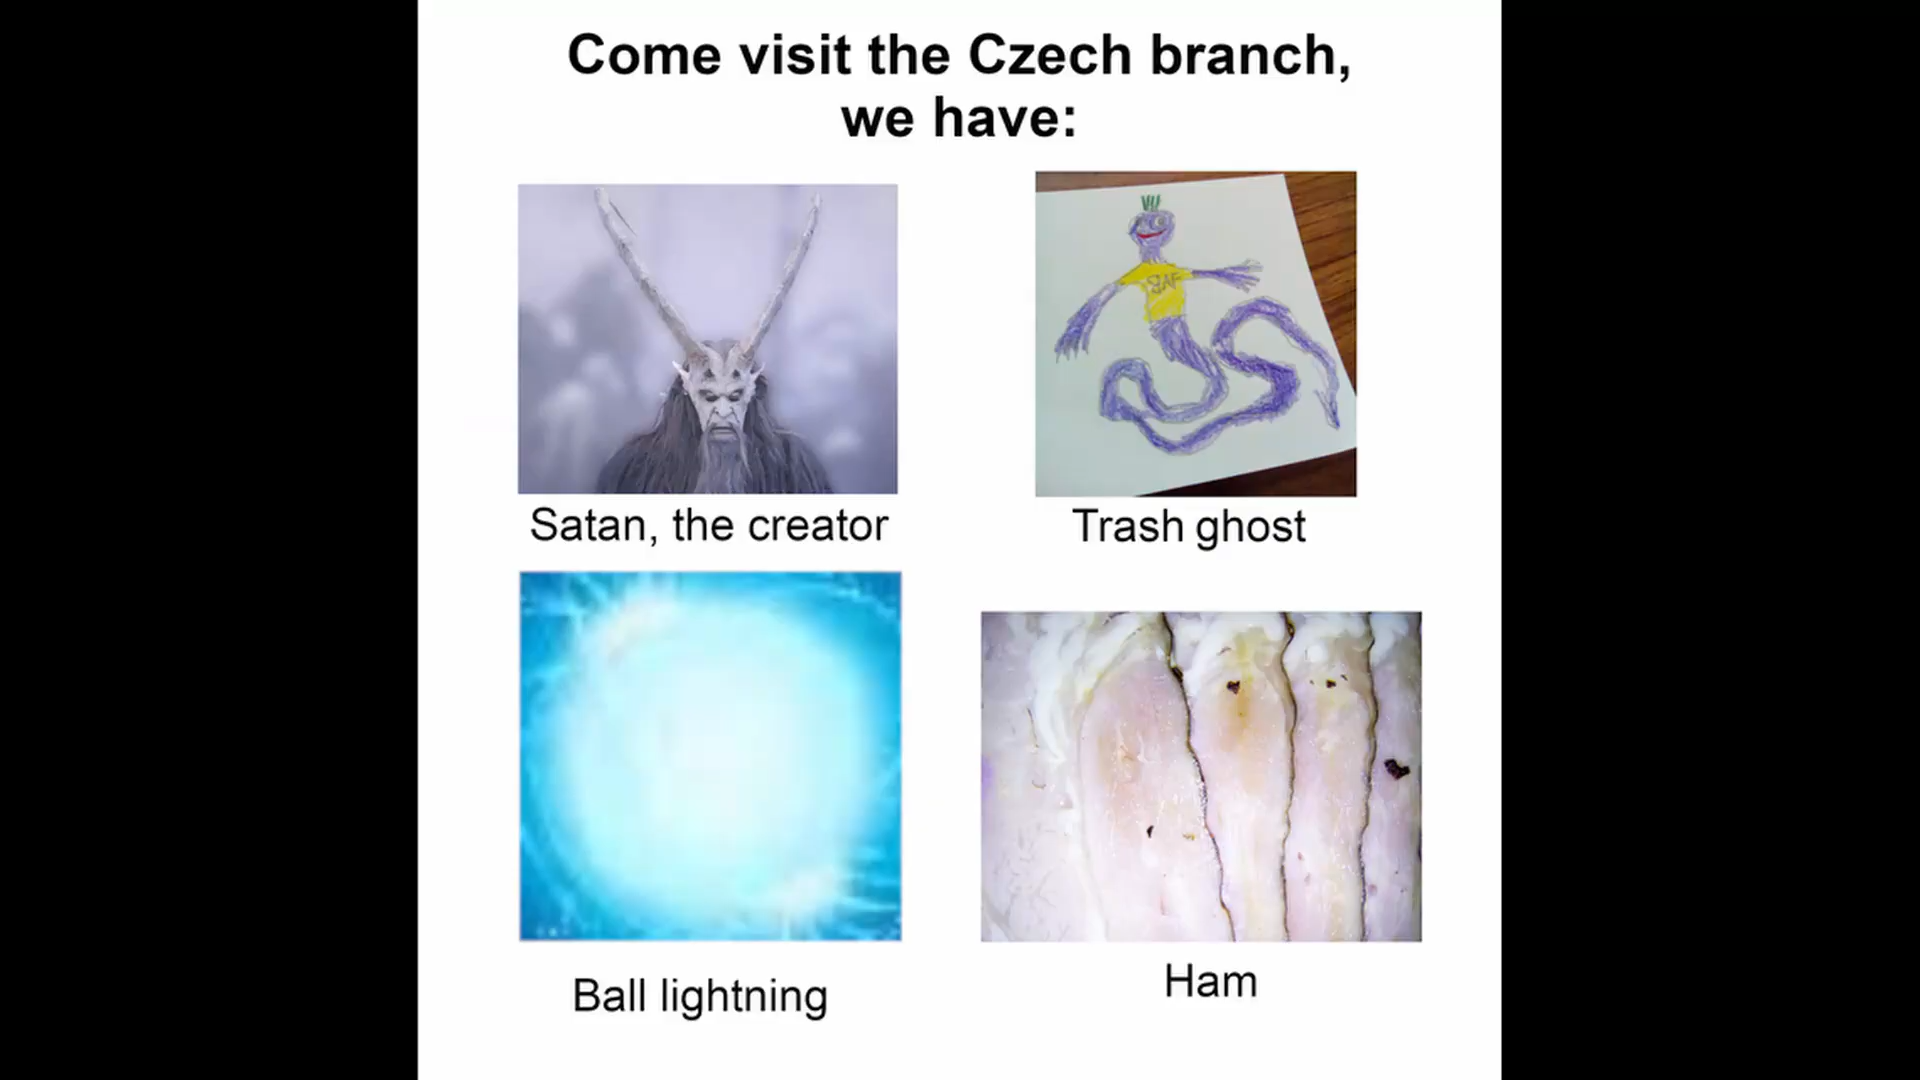 Come visit the Czech branch,
we have:
Satan, the creator
Trash ghost
Ball lightning
Ham